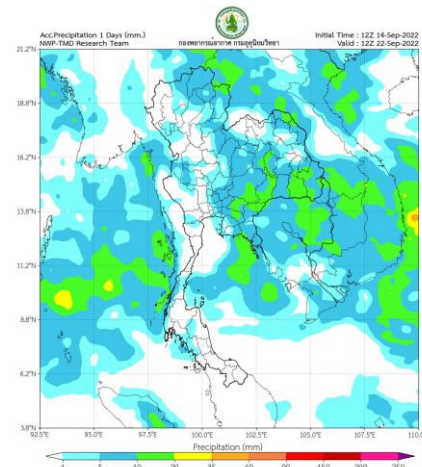 Acc.Precipitation 1 Days (mm.)
NWP-TMD Research Team
กองพยากรณ์อากาศ กรมอุตุนิยมวิทยา
Initial Time : 12Z 14-Sep-2022
Valid : 12Z 22-Sep-2022
21.2°N
18.8°N
16.2°N
13.8°N
11.2°N
8.8°N
6.2°N
3.8°N
92.5°E 95.0°E 97.5°E 100.0°E 102.5°E 105.0°E 107.5°E 110.0
Precipitation (mm)
1 5 10 20 35 60 90 150 200 250